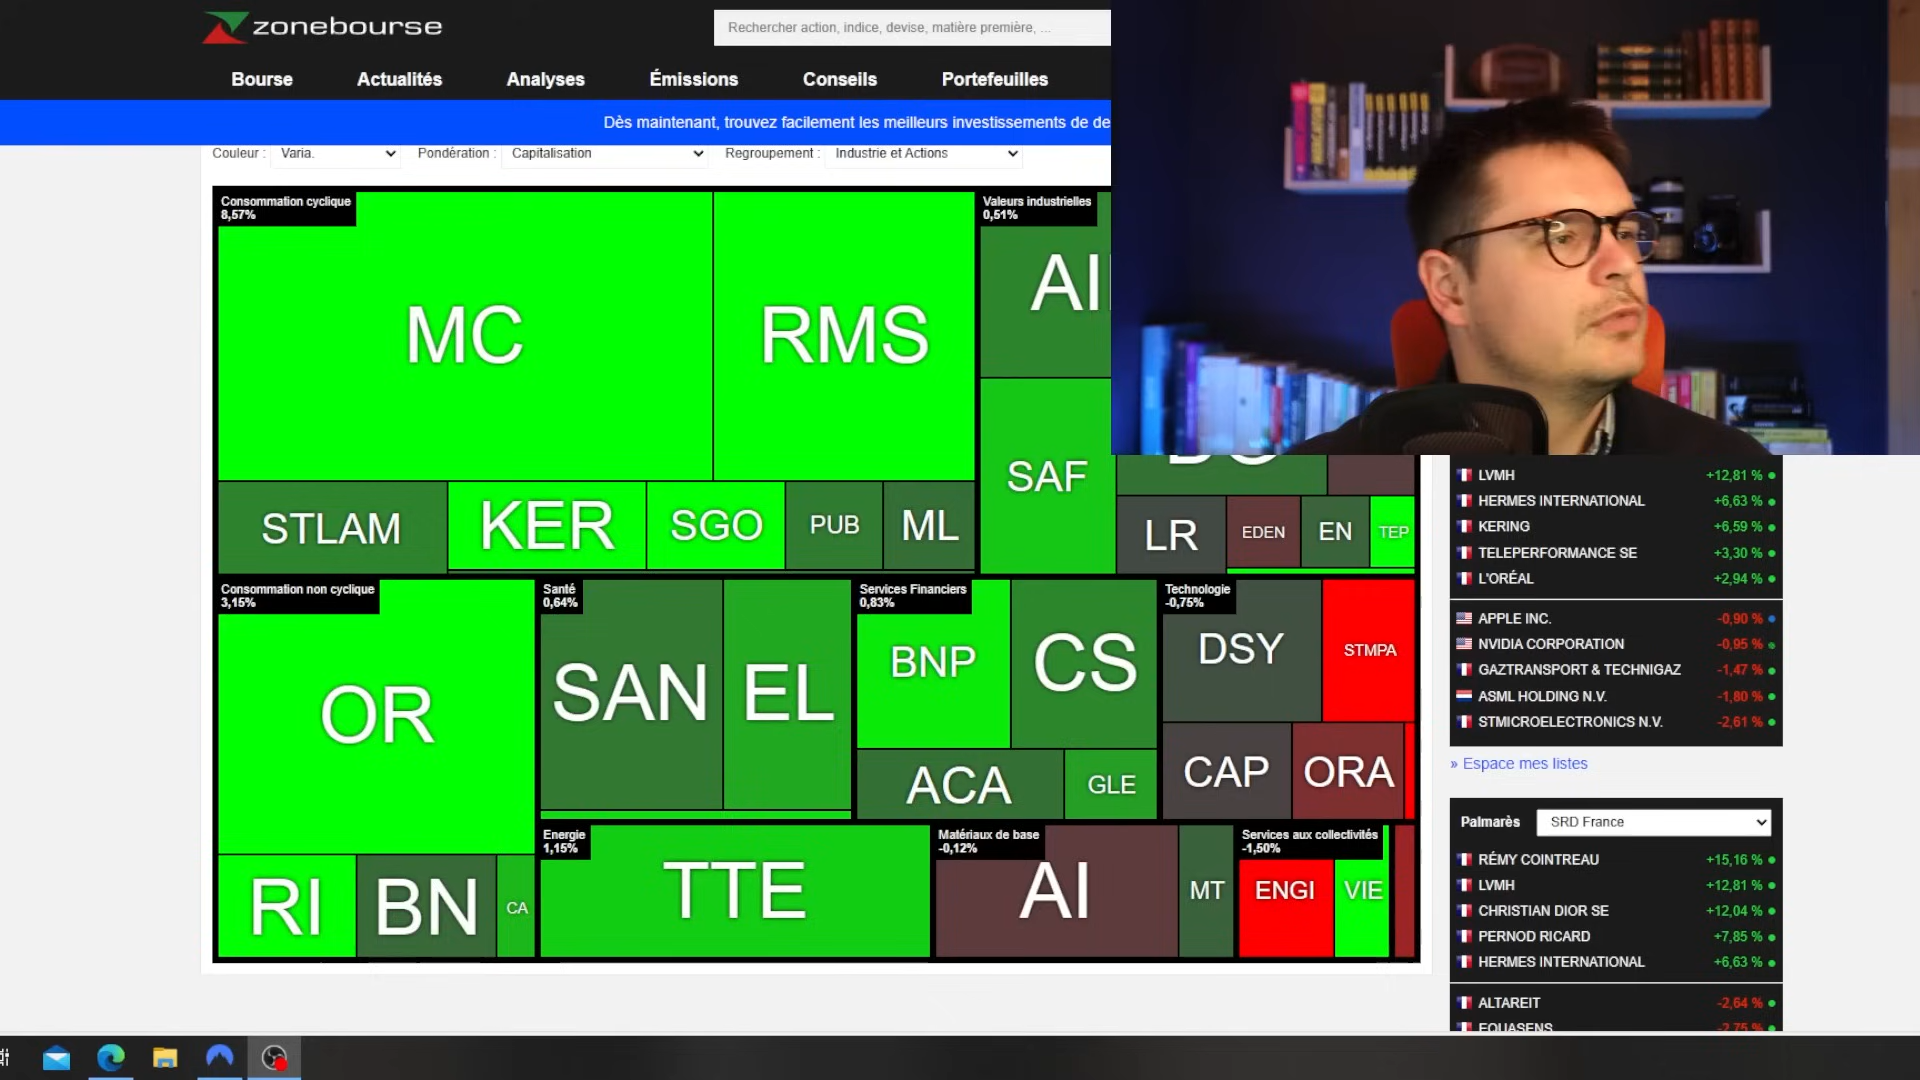 zonebourse
Rechercher action, indice, devise, matière première, ...
Bourse
Actualités
Analyses
Émissions
Conseils
Portefeuilles
Dès maintenant, trouvez facilement les meilleurs investissements de de
Couleur :
Varia.
Pondération :
Capitalisation
Regroupement :
Industrie et Actions
Consommation cyclique
8,57%
MC
RMS
STLAM
KER
SGO
PUB
ML
Valeurs industrielles
0,51%
SAF
LR
EDEN
EN
TEP
Consommation non cyclique
3,15%
OR
RI
BN
CA
Santé
0,64%
SAN
EL
Services Financiers
0,83%
BNP
CS
ACA
GLE
Technologie
-0,75%
DSY
STMPA
CAP
ORA
Energie
1,15%
TTE
Matériaux de base
-0,12%
AI
MT
Services aux collectivités
-1,50%
ENGI
VIE
LVMH +12,81 %
HERMES INTERNATIONAL +6,63 %
KERING +6,59 %
TELEPERFORMANCE SE +3,30 %
L'ORÉAL +2,94 %
APPLE INC. -0,90 %
NVIDIA CORPORATION -0,95 %
GAZTRANSPORT & TECHNIGAZ -1,47 %
ASML HOLDING N.V. -1,80 %
STMICROELECTRONICS N.V. -2,61 %
» Espace mes listes
Palmarès
SRD France
RÉMY COINTREAU +15,16 %
LVMH +12,81 %
CHRISTIAN DIOR SE +12,04 %
PERNOD RICARD +7,85 %
HERMES INTERNATIONAL +6,63 %
ALTAREIT -2,64 %
EQUASENS -2,75 %